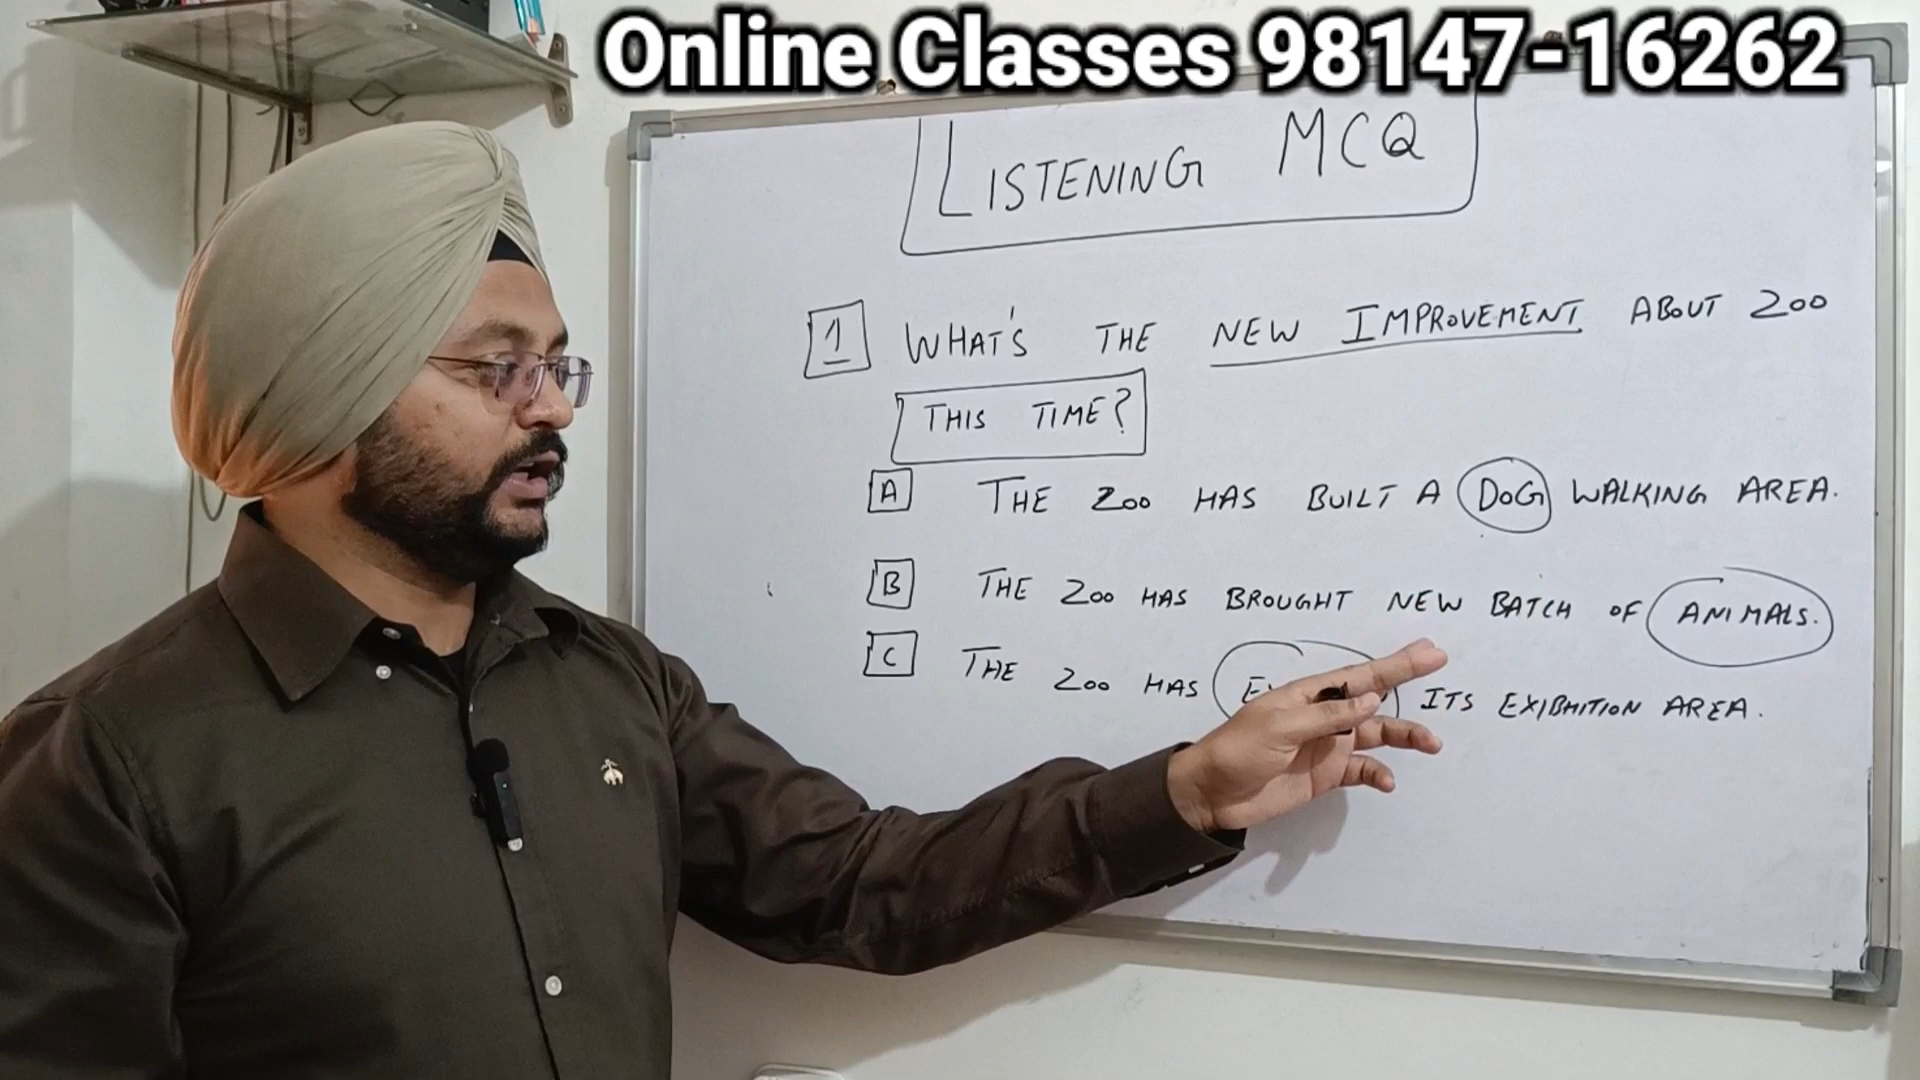 Online Classes 98147-16262
LISTENING MCQ
1 WHAT'S THE NEW IMPROVEMENT ABOUT ZOO
THIS TIME?
A THE ZOO HAS BUILT A DOG WALKING AREA.
B THE ZOO HAS BROUGHT NEW BATCH OF ANIMALS.
C THE ZOO HAS ITS EXIBHITION AREA.